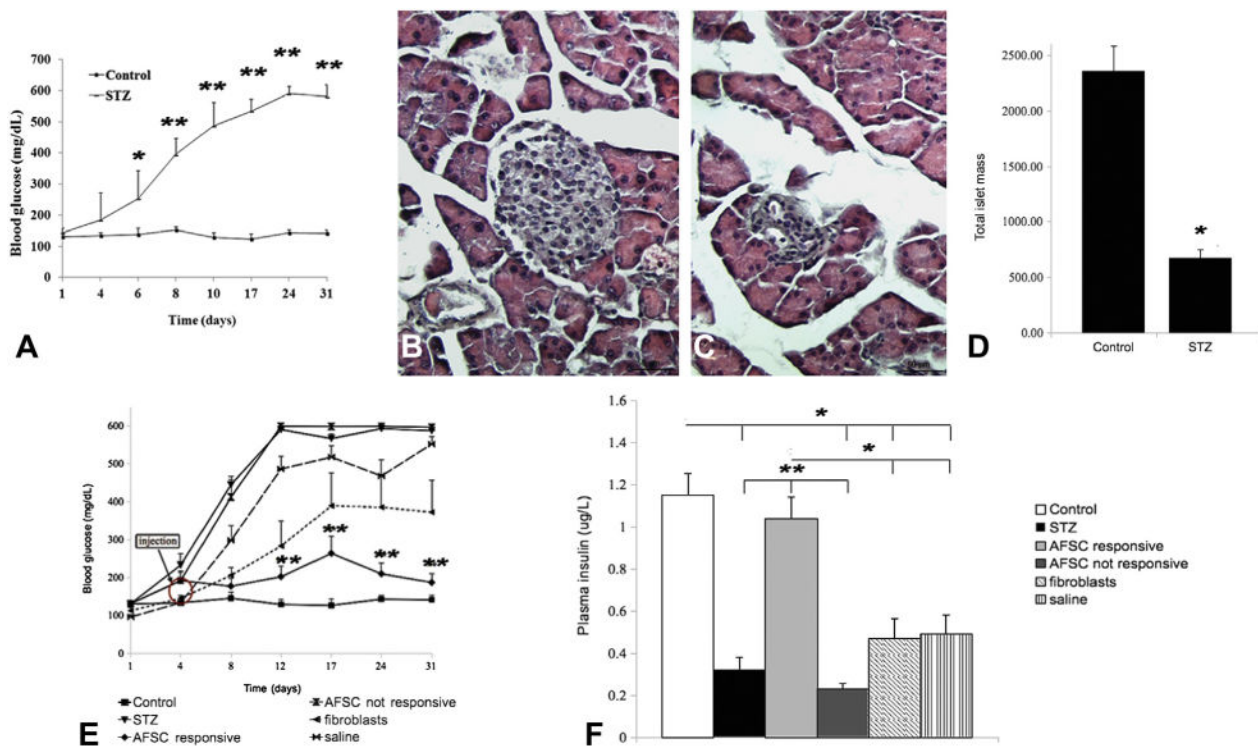 700
600
500
400
300
200
100
0
Blood glucose (mg/dL)
Control
STZ
*
**
**
**
**
**
1 4 6 8 10 17 24 31
Time (days)
A
B
C
2500.00
2000.00
1500.00
1000.00
500.00
0.00
Total islet mass
*
Control STZ
D
600
500
400
300
200
100
0
Blood glucose (mg/dL)
injection
**
**
**
**
1 4 8 12 17 24 31
Time (days)
Control
STZ
AFSC responsive
AFSC not responsive
fibroblasts
saline
E
1.6
1.4
1.2
1
0.8
0.6
0.4
0.2
0
Plasma insulin (ug/L)
*
*
**
Control
STZ
AFSC responsive
AFSC not responsive
fibroblasts
saline
F